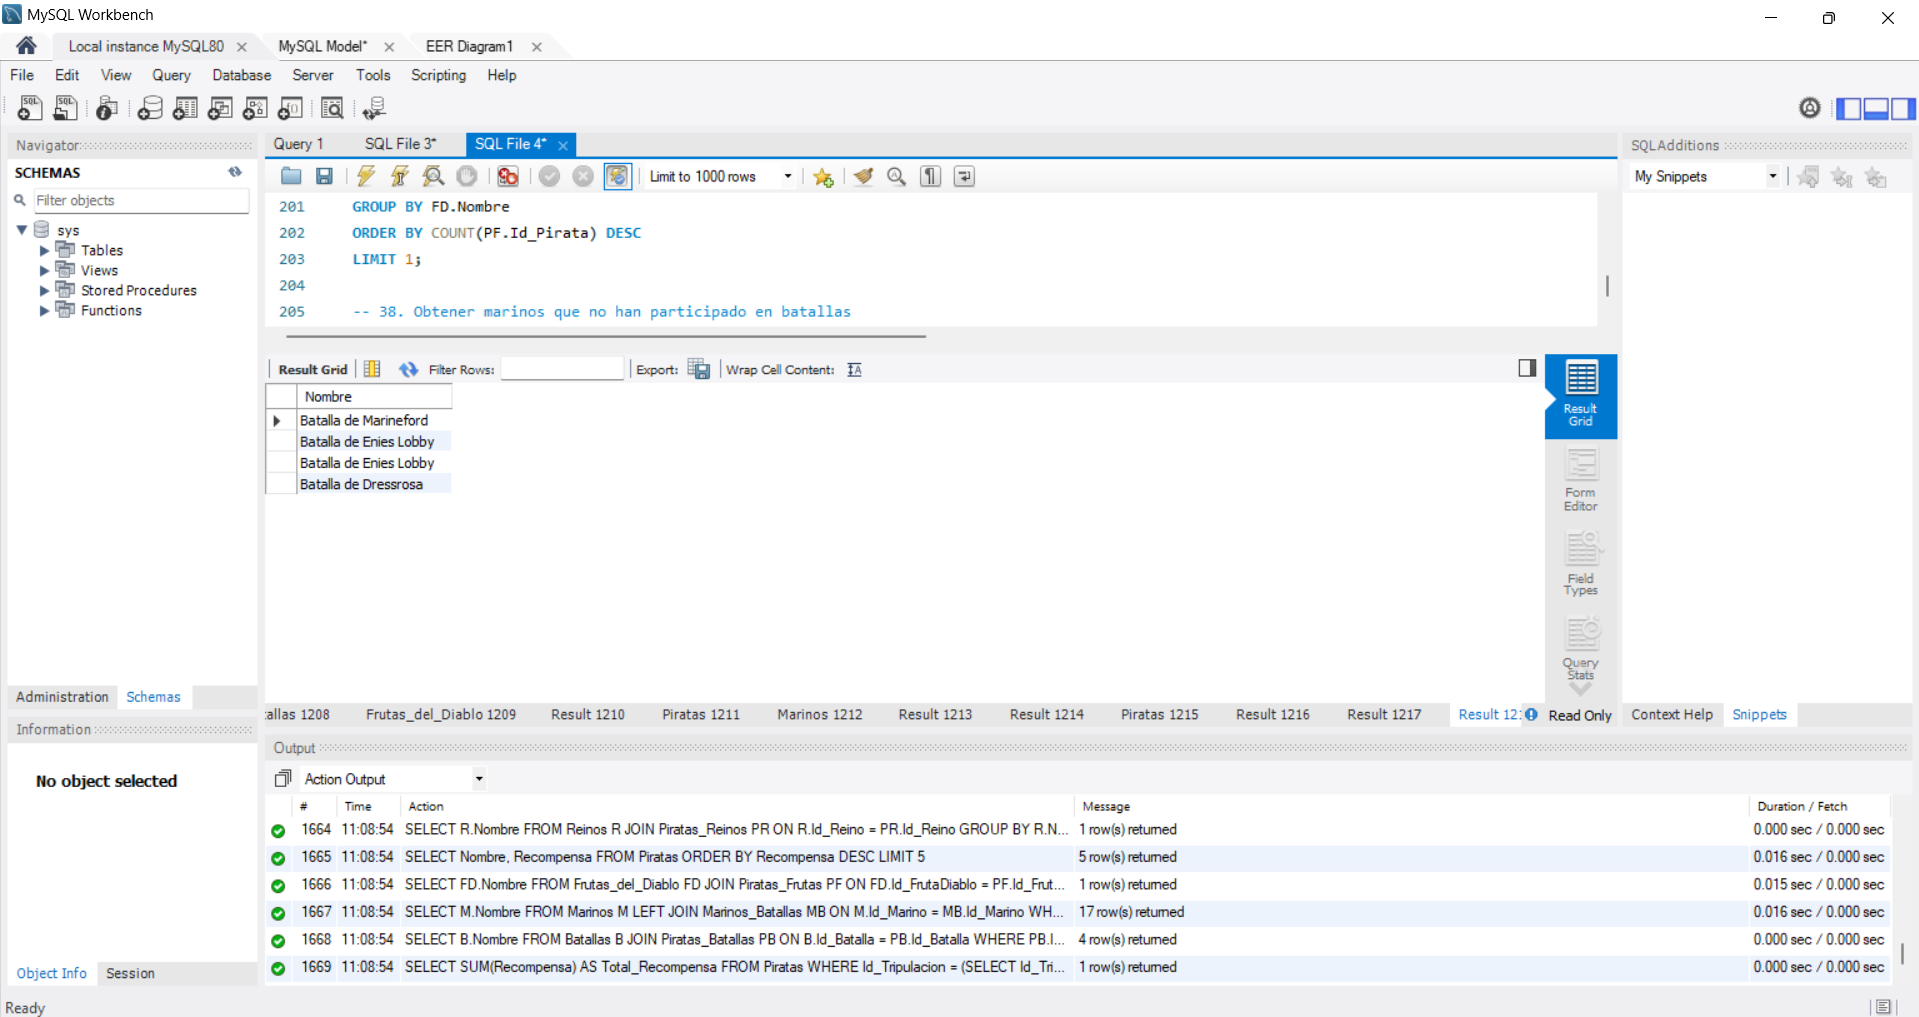 MySQL Workbench
Local instance MySQL80
MySQL Model*
EER Diagram1
File Edit View Query Database Server Tools Scripting Help
Navigator
SCHEMAS
Filter objects
sys
Tables
Views
Stored Procedures
Functions
Administration Schemas
Information
No object selected
Object Info Session
Ready
Query 1 SQL File 3* SQL File 4*
Limit to 1000 rows
201 GROUP BY FD.Nombre
202 ORDER BY COUNT(PF.Id_Pirata) DESC
203 LIMIT 1;
204
205 -- 38. Obtener marinos que no han participado en batallas
Result Grid Filter Rows: Export: Wrap Cell Content:
Nombre
Batalla de Marineford
Batalla de Enies Lobby
Batalla de Enies Lobby
Batalla de Dressrosa
Result Grid
Form Editor
Field Types
Query Stats
allas 1208 Frutas_del_Diablo 1209 Result 1210 Piratas 1211 Marinos 1212 Result 1213 Result 1214 Piratas 1215 Result 1216 Result 1217 Result 12 Read Only
SQLAdditions
My Snippets
Context Help Snippets
Output
Action Output
# Time Action Message Duration / Fetch
1664 11:08:54 SELECT R.Nombre FROM Reinos R JOIN Piratas_Reinos PR ON R.Id_Reino = PR.Id_Reino GROUP BY R.N... 1 row(s) returned 0.000 sec / 0.000 sec
1665 11:08:54 SELECT Nombre, Recompensa FROM Piratas ORDER BY Recompensa DESC LIMIT 5 5 row(s) returned 0.016 sec / 0.000 sec
1666 11:08:54 SELECT FD.Nombre FROM Frutas_del_Diablo FD JOIN Piratas_Frutas PF ON FD.Id_FrutaDiablo = PF.Id_Frut... 1 row(s) returned 0.015 sec / 0.000 sec
1667 11:08:54 SELECT M.Nombre FROM Marinos M LEFT JOIN Marinos_Batallas MB ON M.Id_Marino = MB.Id_Marino WH... 17 row(s) returned 0.016 sec / 0.000 sec
1668 11:08:54 SELECT B.Nombre FROM Batallas B JOIN Piratas_Batallas PB ON B.Id_Batalla = PB.Id_Batalla WHERE PB.I... 4 row(s) returned 0.000 sec / 0.000 sec
1669 11:08:54 SELECT SUM(Recompensa) AS Total_Recompensa FROM Piratas WHERE Id_Tripulacion = (SELECT Id_Tri... 1 row(s) returned 0.000 sec / 0.000 sec